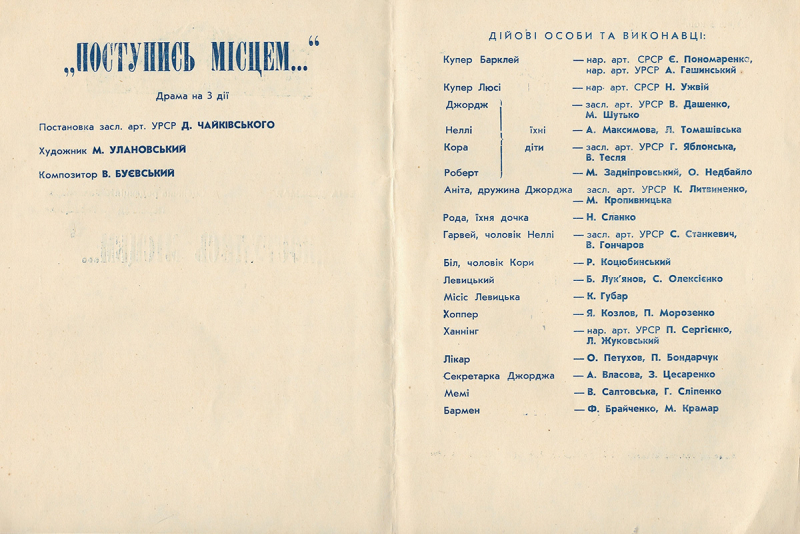 „ПОСТУПИСЬ МІСЦЕМ...“
Драма на 3 дії
Постановка засл. арт. УРСР Д. ЧАЙКІВСЬКОГО
Художник М. УЛАНОВСЬКИЙ
Композитор В. БУЄВСЬКИЙ
ДІЙОВІ ОСОБИ ТА ВИКОНАВЦІ:
Купер Барклей — нар. арт. СРСР Є. Пономаренко,
нар. арт. УРСР А. Гашинський
Купер Люсі — нар. арт. СРСР Н. Ужвій
Джордж — засл. арт. УРСР В. Дашенко,
М. Шутько
Неллі їхні — А. Максимова, Л. Томашівська
Кора діти — засл. арт. УРСР Г. Яблонська,
В. Тесля
Роберт — М. Задніпровський, О. Недбайло
Аніта, дружина Джорджа засл. арт. УРСР К. Литвиненко,
— М. Кропивницька
Рода, їхня дочка — Н. Сланко
Гарвей, чоловік Неллі — засл. арт. УРСР С. Станкевич,
В. Гончаров
Біл, чоловік Кори — Р. Коцюбинський
Левицький — Б. Лук'янов, С. Олексієнко
Місіс Левицька — К. Губар
Хоппер — Я. Козлов, П. Морозенко
Ханнінг — нар. арт. УРСР П. Сергієнко,
Л. Жуковський
Лікар — О. Петухов, П. Бондарчук
Секретарка Джорджа — А. Власова, З. Цесаренко
Мемі — В. Салтовська, Г. Сліпенко
Бармен — Ф. Брайченко, М. Крамар